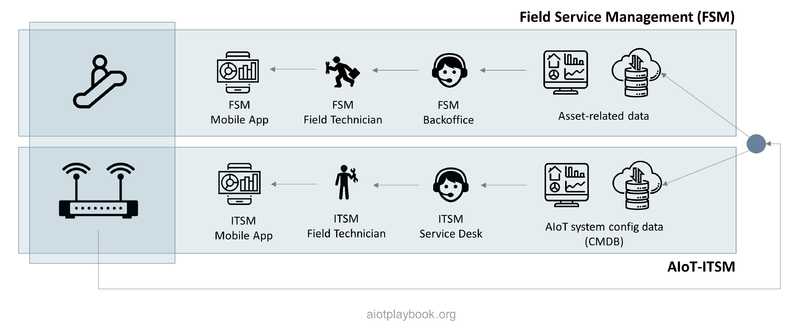 Field Service Management (FSM)
FSM
Mobile App
FSM
Field Technician
FSM
Backoffice
Asset-related data
ITSM
Mobile App
ITSM
Field Technician
ITSM
Service Desk
AIoT system config data
(CMDB)
AIoT-ITSM
aiotplaybook.org